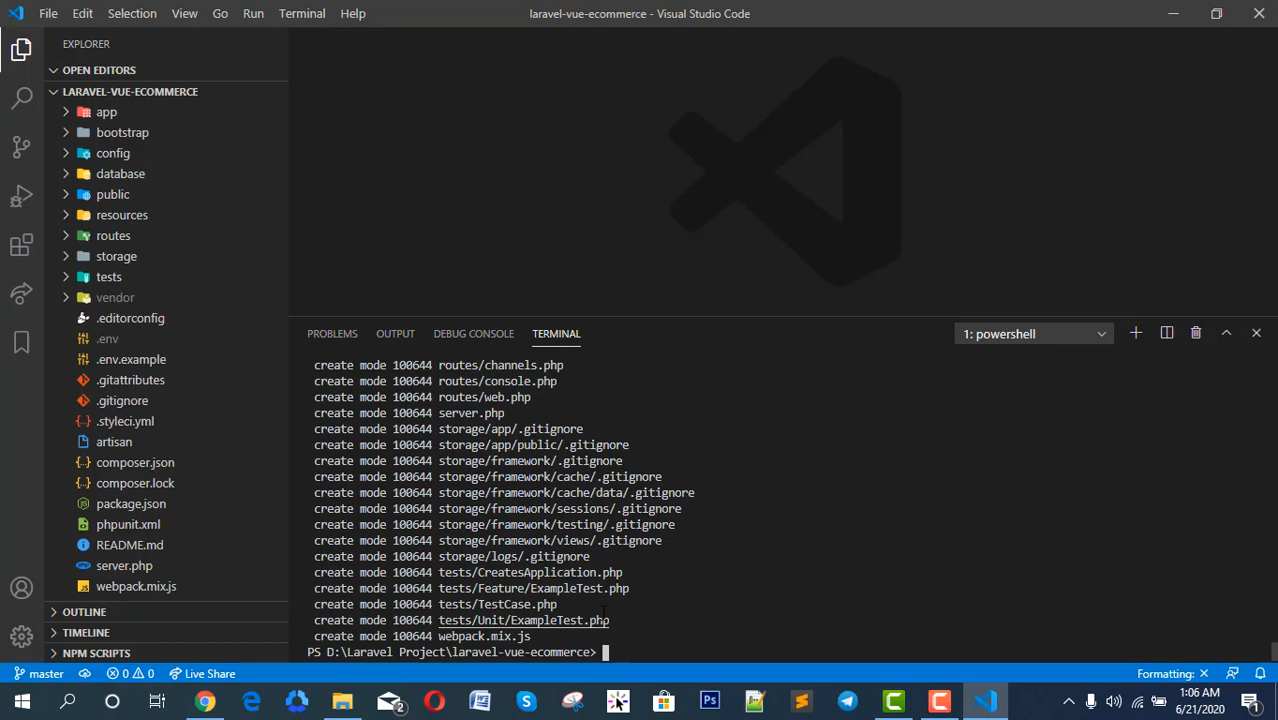 File Edit Selection View Go Run Terminal Help laravel-vue-ecommerce - Visual Studio Code
EXPLORER
OPEN EDITORS
LARAVEL-VUE-ECOMMERCE
app
bootstrap
config
database
public
resources
routes
storage
tests
vendor
.editorconfig
.env
.env.example
.gitattributes
.gitignore
.styleci.yml
artisan
composer.json
composer.lock
package.json
phpunit.xml
README.md
server.php
webpack.mix.js
OUTLINE
TIMELINE
NPM SCRIPTS
PROBLEMS OUTPUT DEBUG CONSOLE TERMINAL 1: powershell
create mode 100644 routes/channels.php
create mode 100644 routes/console.php
create mode 100644 routes/web.php
create mode 100644 server.php
create mode 100644 storage/app/.gitignore
create mode 100644 storage/app/public/.gitignore
create mode 100644 storage/framework/.gitignore
create mode 100644 storage/framework/cache/.gitignore
create mode 100644 storage/framework/cache/data/.gitignore
create mode 100644 storage/framework/sessions/.gitignore
create mode 100644 storage/framework/testing/.gitignore
create mode 100644 storage/framework/views/.gitignore
create mode 100644 storage/logs/.gitignore
create mode 100644 tests/CreatesApplication.php
create mode 100644 tests/Feature/ExampleTest.php
create mode 100644 tests/TestCase.php
create mode 100644 tests/Unit/ExampleTest.php
create mode 100644 webpack.mix.js
PS D:\Laravel Project\laravel-vue-ecommerce>
master 0 0 Live Share Formatting: ×
2 Ps 1:06 AM
6/21/2020 1